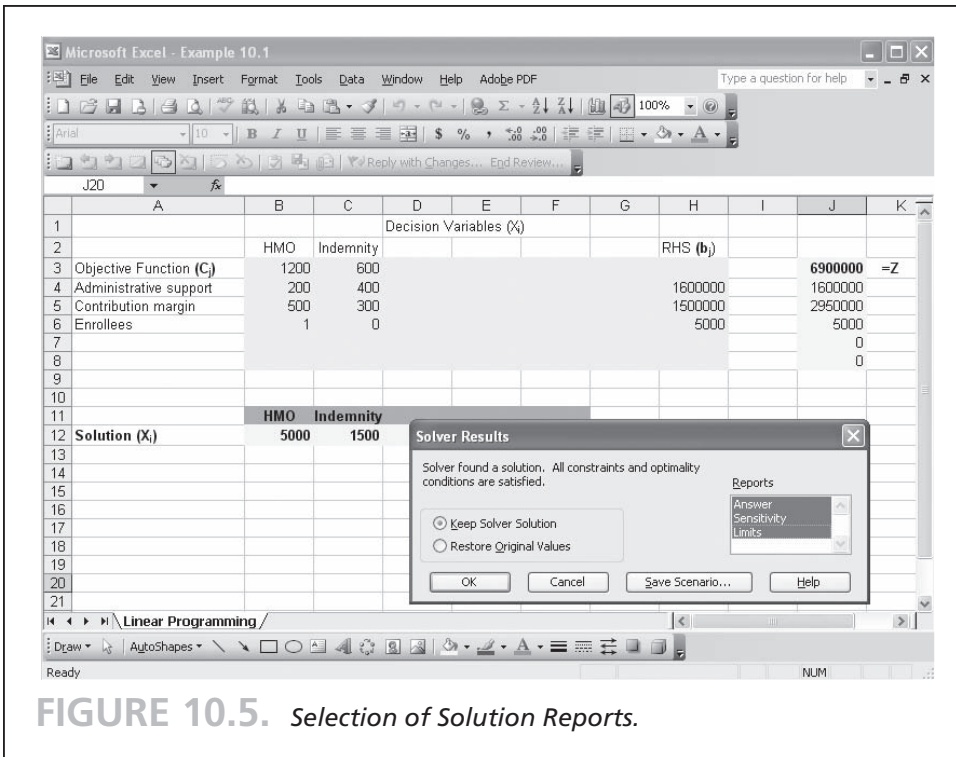 Microsoft Excel - Example 10.1
File Edit View Insert Format Tools Data Window Help Adobe PDF Type a question for help
100%
Arial 10 B I U $ % ,
Reply with Changes... End Review...
J20 fx
A B C D E F G H I J K
1 Decision Variables (Xj)
2 HMO Indemnity RHS (bj)
3 Objective Function (Cj) 1200 600 6900000 =Z
4 Administrative support 200 400 1600000 1600000
5 Contribution margin 500 300 1500000 2950000
6 Enrollees 1 0 5000 5000
7 0
8 0
9
10
11 HMO Indemnity
12 Solution (Xi) 5000 1500
13
14
15
16
17
18
19
20
21
Solver Results
Solver found a solution. All constraints and optimality
conditions are satisfied.
Reports
Answer
Sensitivity
Limits
Keep Solver Solution
Restore Original Values
OK Cancel Save Scenario... Help
Linear Programming
Draw AutoShapes
Ready NUM
FIGURE 10.5. Selection of Solution Reports.